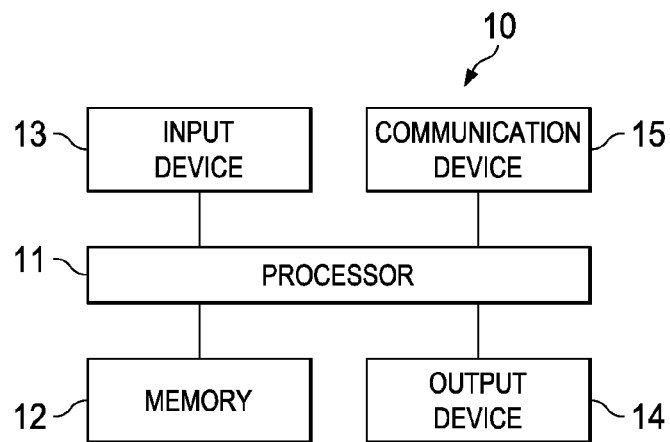 10
13
INPUT
DEVICE
COMMUNICATION
DEVICE
15
11
PROCESSOR
12
MEMORY
OUTPUT
DEVICE
14